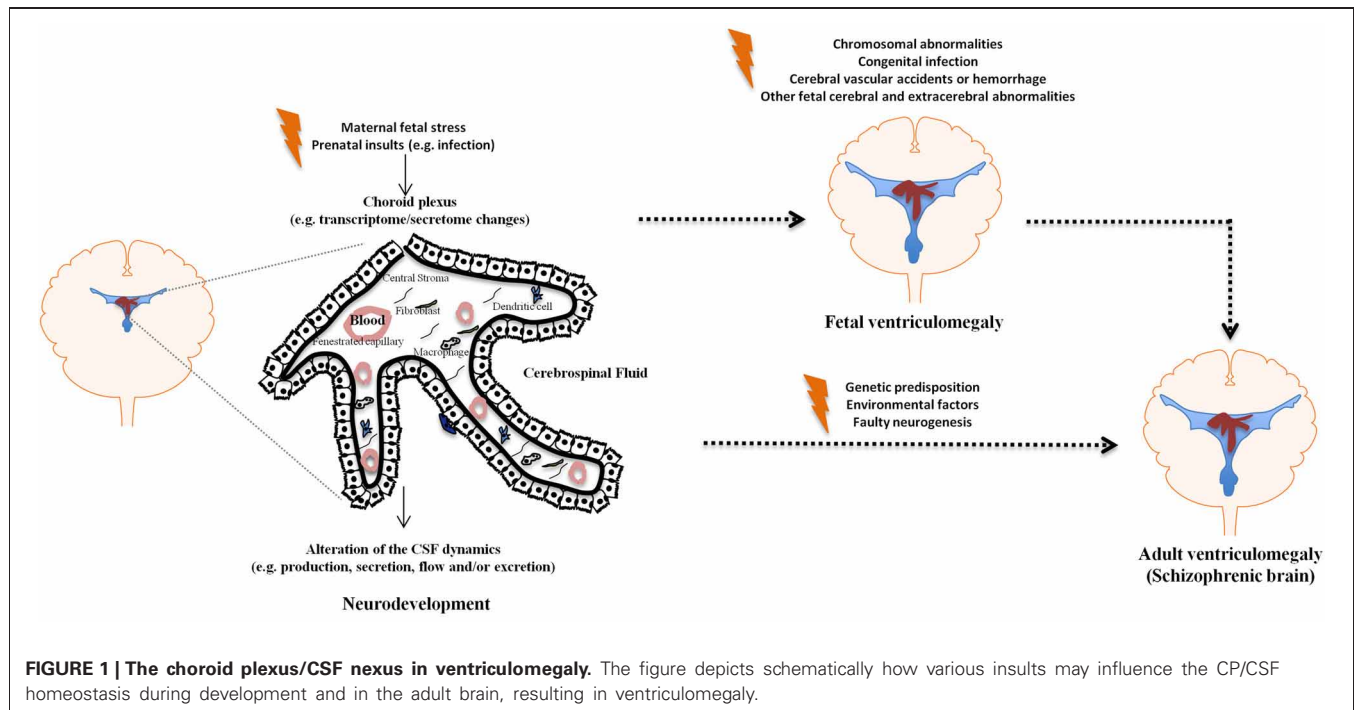 Maternal fetal stress
Prenatal insults (e.g. infection)
Choroid plexus
(e.g. transcriptome/secretome changes)
Central Stroma
Fibroblast
Dendritic cell
Blood
Fenestrated capillary
Macrophage
Cerebrospinal Fluid
Alteration of the CSF dynamics
(e.g. production, secretion, flow and/or excretion)
Neurodevelopment
Chromosomal abnormalities
Congenital infection
Cerebral vascular accidents or hemorrhage
Other fetal cerebral and extracerebral abnormalities
Fetal ventriculomegaly
Genetic predisposition
Environmental factors
Faulty neurogenesis
Adult ventriculomegaly
(Schizophrenic brain)
FIGURE 1 | The choroid plexus/CSF nexus in ventriculomegaly. The figure depicts schematically how various insults may influence the CP/CSF
homeostasis during development and in the adult brain, resulting in ventriculomegaly.